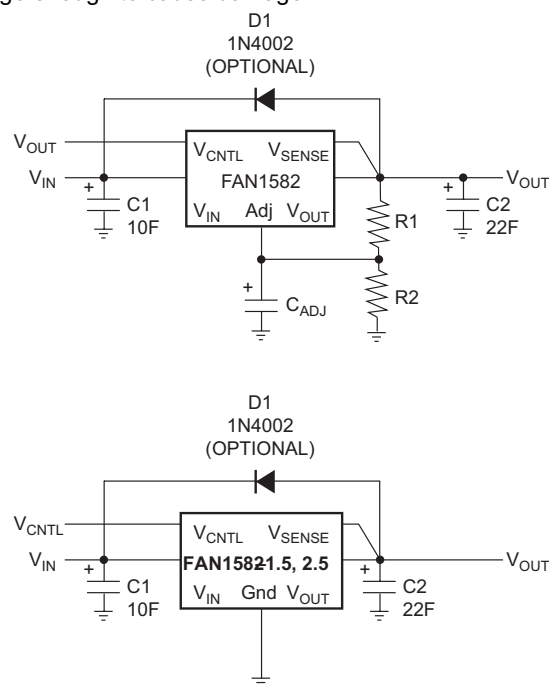 D1
1N4002
(OPTIONAL)
VOUT
VCNTL VSENSE
VIN
FAN1582
VOUT
+
C1
10F
VIN Adj VOUT
R1
+
C2
22F
+
CADJ
R2
D1
1N4002
(OPTIONAL)
VCNTL
VCNTL VSENSE
VIN
FAN1582-1.5, 2.5
VOUT
+
C1
10F
VIN Gnd VOUT
+
C2
22F